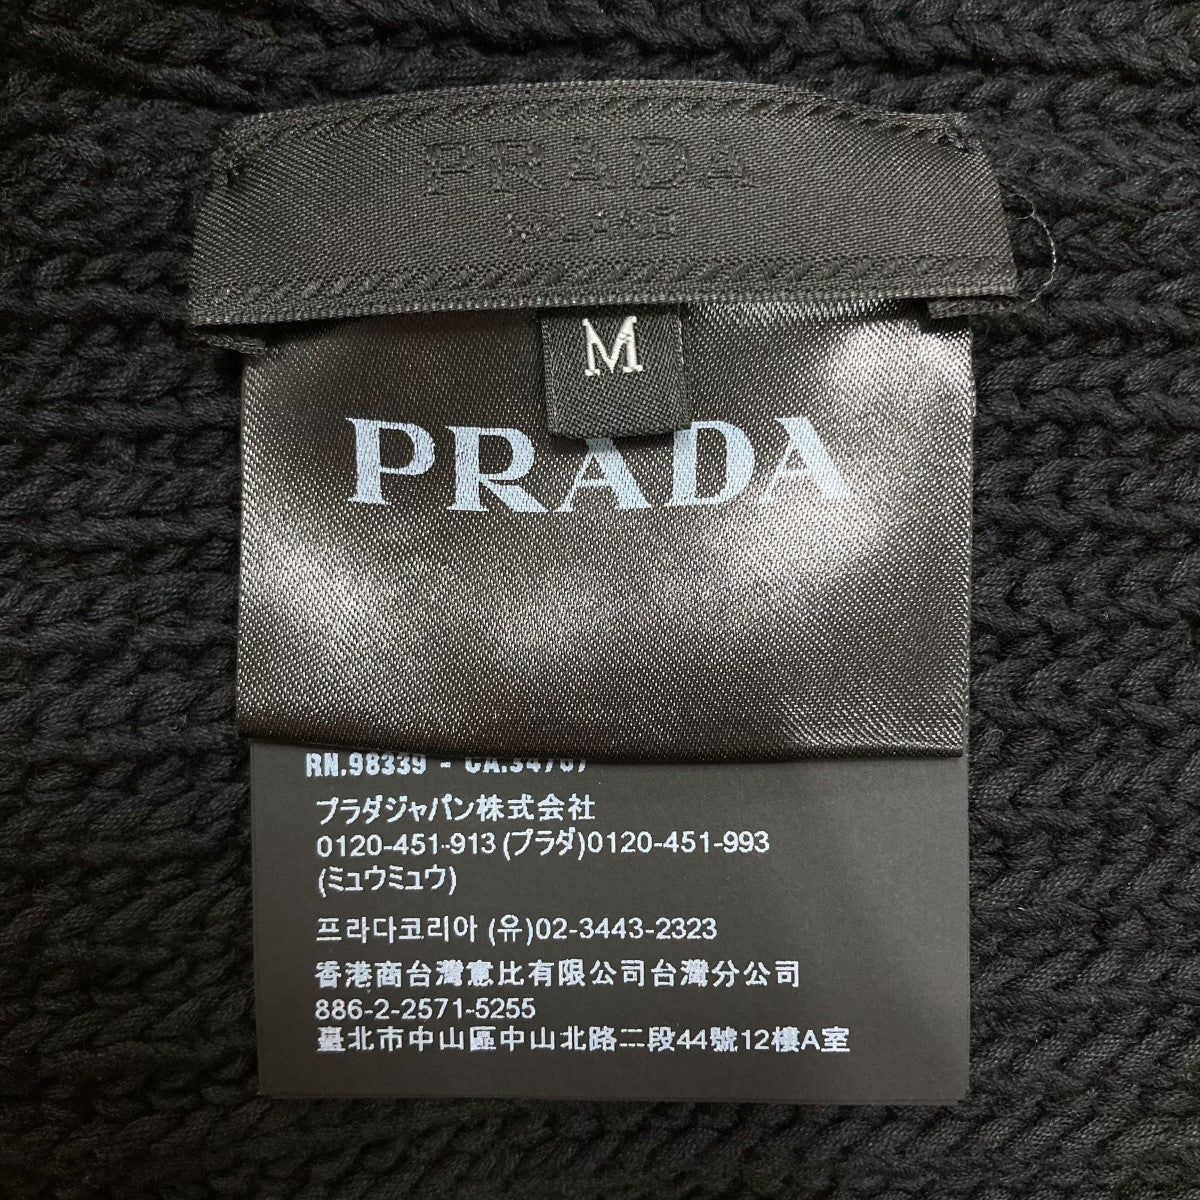 PRADA
MILANO
M
PRADA
RN.98339 - CA.34707
プラダジャパン株式会社
0120-451-913 (プラダ)0120-451-993
(ミュウミュウ)
프라다코리아 (유)02-3443-2323
香港商台灣意比有限公司台灣分公司
886-2-2571-5255
臺北市中山區中山北路二段44號12樓A室